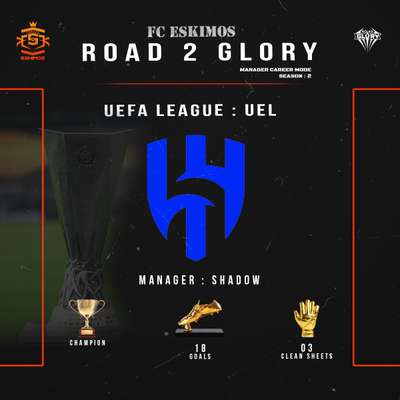 FC ESKIMOS
ROAD 2 GLORY
MANAGER CAREER MODE
SEASON : 2
ESKIMOS
GLORY
UEFA LEAGUE : UEL
MANAGER : SHADOW
CHAMPION
18
GOALS
03
CLEAN SHEETS